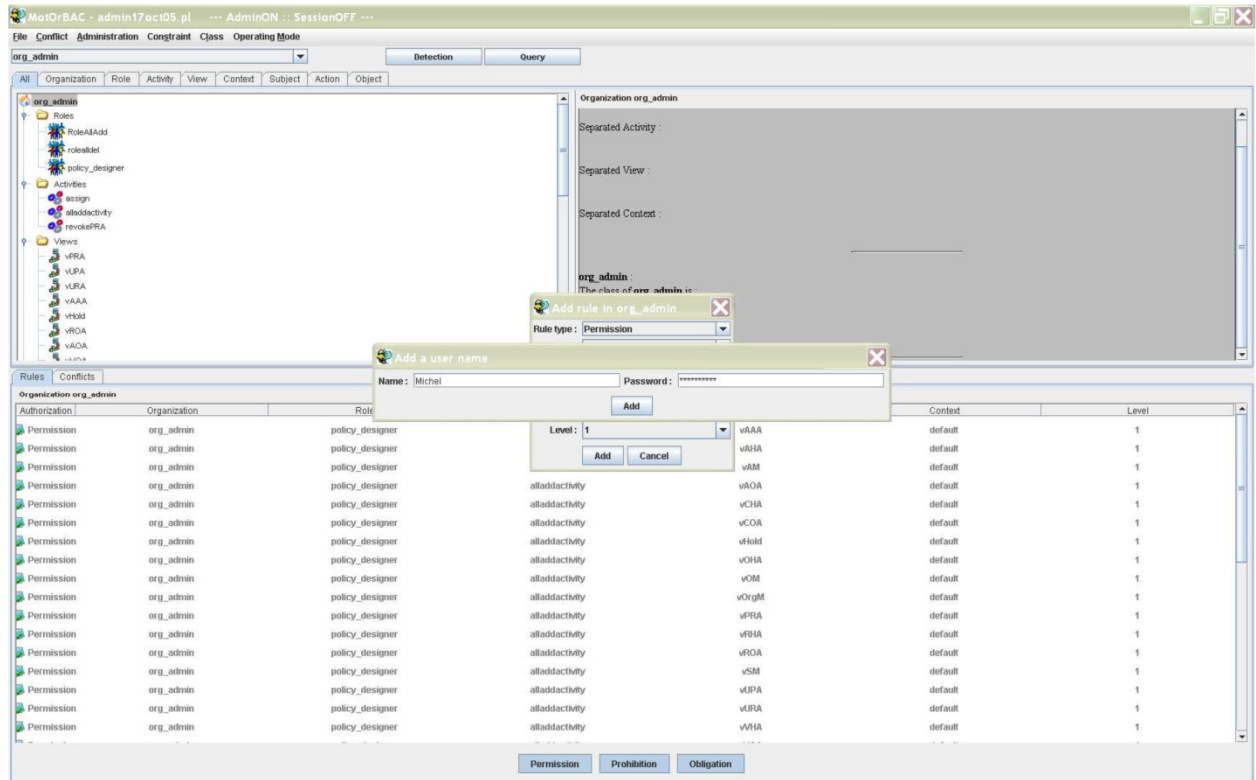 MotOrBAC - admin17oct05.pl --- AdminON :: SessionOFF ---
File Conflict Administration Constraint Class Operating Mode
org_admin Detection Query
All Organization Role Activity View Context Subject Action Object
org_admin
Roles
RoleAllAdd
rolealldel
policy_designer
Activities
assign
alladdactivity
revokePRA
Views
vPRA
vUPA
vURA
vAAA
vHold
vROA
vAOA
Organization org_admin
Separated Activity :
Separated View :
Separated Context :
org_admin :
The class of org_admin is :
Add rule in org_admin
Rule type : Permission
Add a user name
Name : Michel Password : **********
Add
Level : 1
Add Cancel
Rules Conflicts
Organization org_admin
Authorization Organization Role Context Level
Permission org_admin policy_designer vAAA default 1
Permission org_admin policy_designer vAHA default 1
Permission org_admin policy_designer vAM default 1
Permission org_admin policy_designer alladdactivity vAOA default 1
Permission org_admin policy_designer alladdactivity vCHA default 1
Permission org_admin policy_designer alladdactivity vCOA default 1
Permission org_admin policy_designer alladdactivity vHold default 1
Permission org_admin policy_designer alladdactivity vOHA default 1
Permission org_admin policy_designer alladdactivity vOM default 1
Permission org_admin policy_designer alladdactivity vOrgM default 1
Permission org_admin policy_designer alladdactivity vPRA default 1
Permission org_admin policy_designer alladdactivity vRHA default 1
Permission org_admin policy_designer alladdactivity vROA default 1
Permission org_admin policy_designer alladdactivity vSM default 1
Permission org_admin policy_designer alladdactivity vUPA default 1
Permission org_admin policy_designer alladdactivity vURA default 1
Permission org_admin policy_designer alladdactivity vVHA default 1
Permission Prohibition Obligation